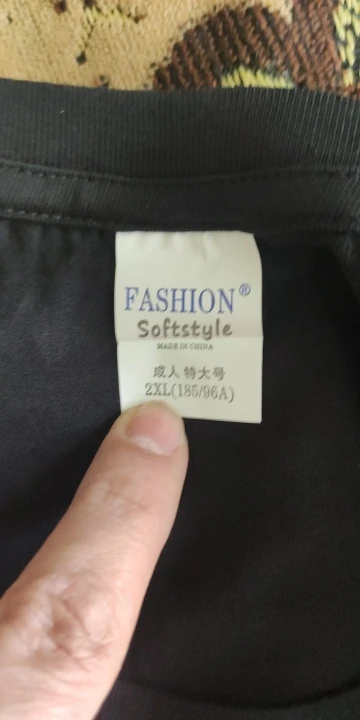 FASHION®
Softstyle
MADE IN CHINA
成人 特大号
2XL(185/96A)